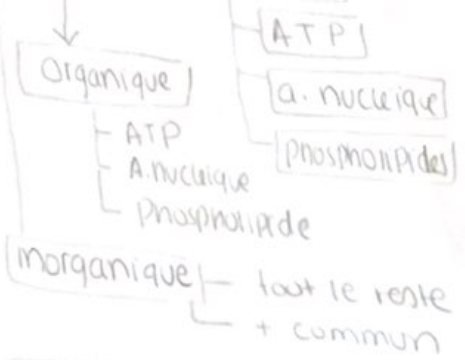 ATP
organique
a. nucleique
ATP
phospholipides
A. nucleique
phospholipide
inorganique
tout le reste
+ commun